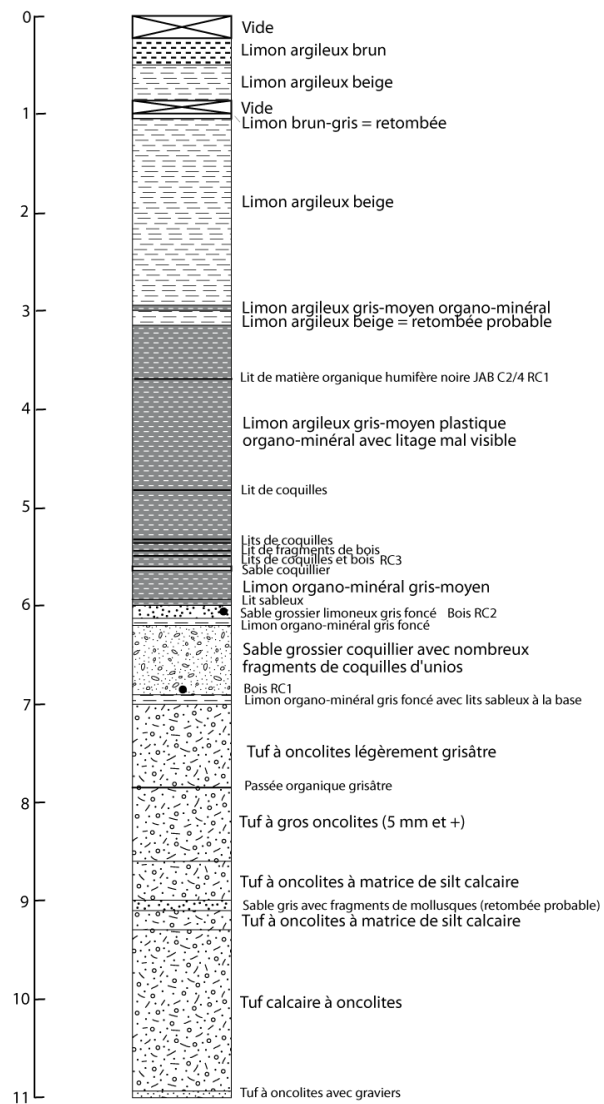 0
Vide
Limon argileux brun
Limon argileux beige
Vide
1
Limon brun-gris = retombée
Limon argileux beige
2
3
Limon argileux gris-moyen organo-minéral
Limon argileux beige = retombée probable
Lit de matière organique humifère noire JAB C2/4 RC1
4
Limon argileux gris-moyen plastique
organo-minéral avec litage mal visible
Lit de coquilles
5
Lits de coquilles
Lit de fragments de bois
Lits de coquilles et bois RC3
Sable coquillier
Limon organo-minéral gris-moyen
Lit sableux
6
Sable grossier limoneux gris foncé Bois RC2
Limon organo-minéral gris foncé
Sable grossier coquillier avec nombreux
fragments de coquilles d'unios
Bois RC1
7
Limon organo-minéral gris foncé avec lits sableux à la base
Tuf à oncolites légèrement grisâtre
Passée organique grisâtre
8
Tuf à gros oncolites (5 mm et +)
Tuf à oncolites à matrice de silt calcaire
9
Sable gris avec fragments de mollusques (retombée probable)
Tuf à oncolites à matrice de silt calcaire
10
Tuf calcaire à oncolites
Tuf à oncolites avec graviers
11